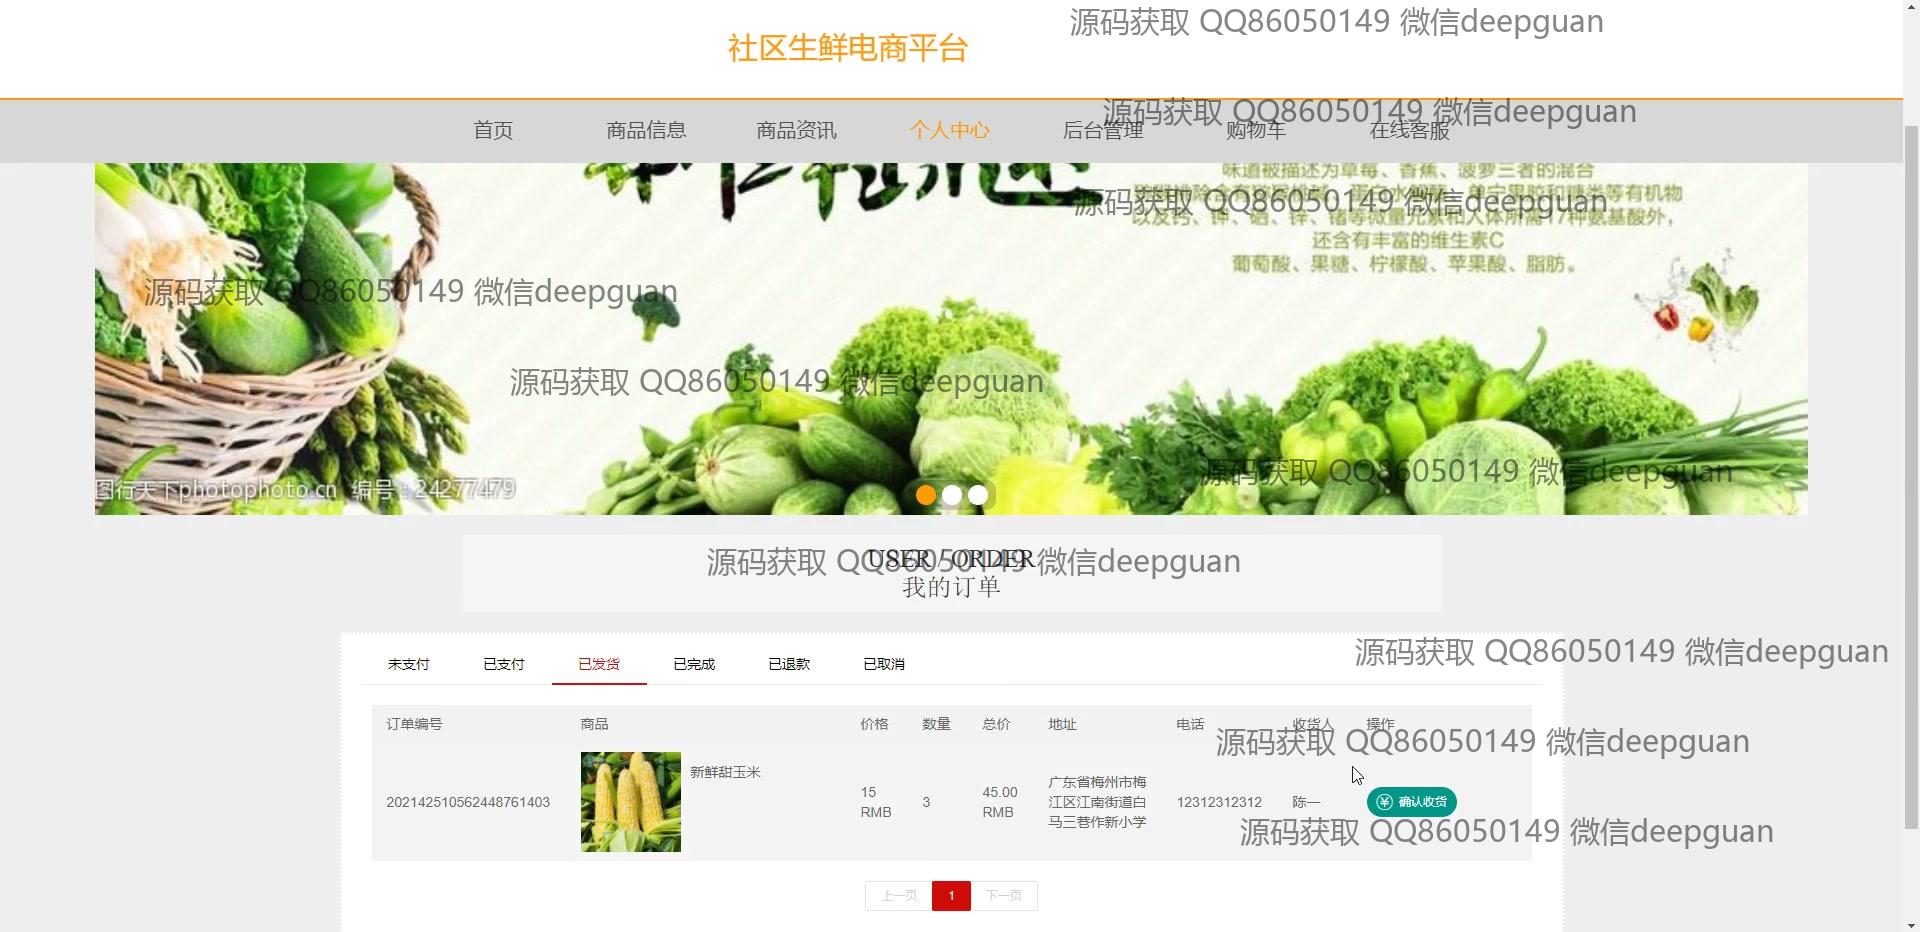 源码获取 QQ86050149 微信deepguan
社区生鲜电商平台
源码获取 QQ86050149 微信deepguan
首页 商品信息 商品资讯 个人中心 后台管理 购物车 在线客服
味道被描述为草莓、香蕉、菠萝三者的混合
源码获取 QQ86050149 微信deepguan
还含有丰富的维生素C
葡萄酸、果糖、柠檬酸、苹果酸、脂肪。
源码获取 QQ86050149 微信deepguan
源码获取 QQ86050149 微信deepguan
源码获取 QQ86050149 微信deepguan
图行天下photophoto.cn 编号:24277479
源码获取 QQ86050149 微信deepguan
USER / ORDER
我的订单
源码获取 QQ86050149 微信deepguan
未支付 已支付 已发货 已完成 已退款 已取消
订单编号 商品 价格 数量 总价 地址 电话 收货人 操作
源码获取 QQ86050149 微信deepguan
202142510562448761403 新鲜甜玉米 15 RMB 3 45.00 RMB 广东省梅州市梅江区江南街道白马三巷作新小学 12312312312 陈一 确认收货
源码获取 QQ86050149 微信deepguan
上一页 1 下一页